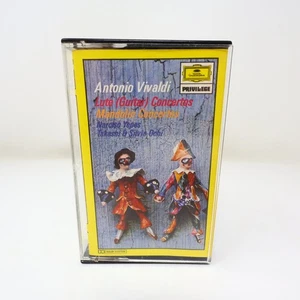 Antonio Vivaldi
Lute (Guitar) Concertos
Mandolin Concertos
Narciso Yepes
Takashi & Silvia Ochi
PRIVILEGE